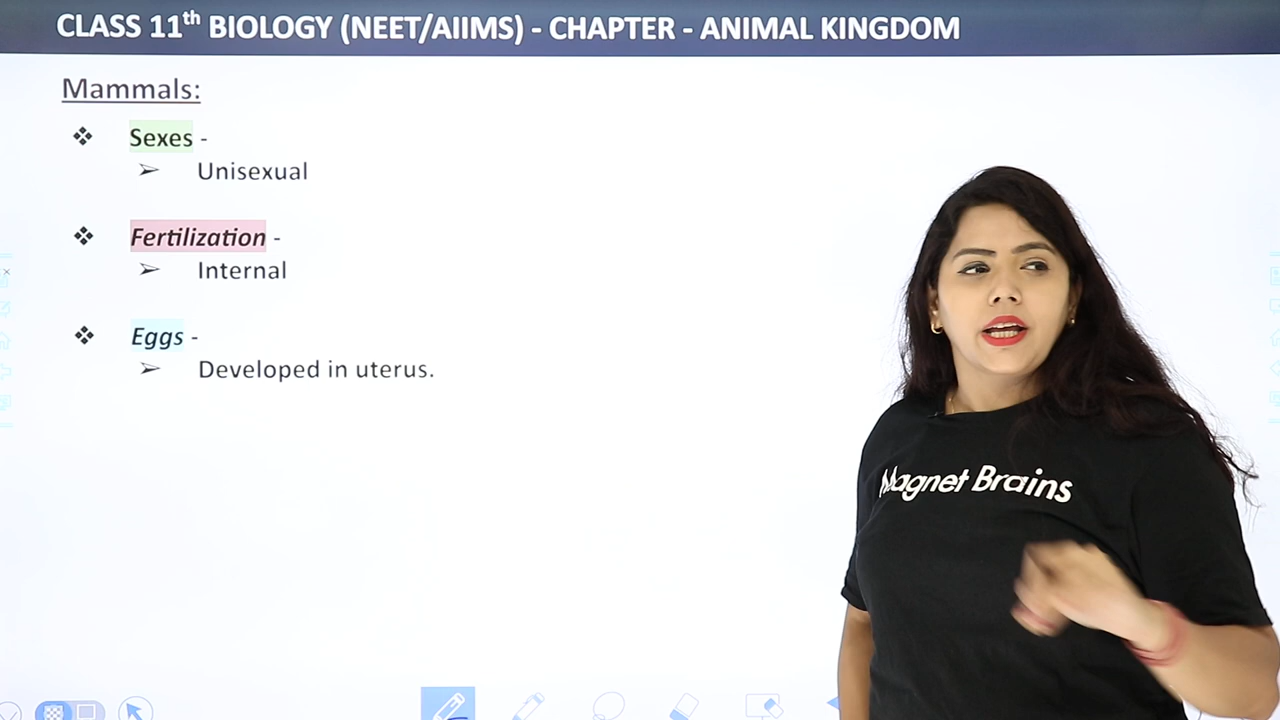 CLASS 11th BIOLOGY (NEET/AIIMS) - CHAPTER - ANIMAL KINGDOM
Mammals:
❖ Sexes -
➢ Unisexual
❖ Fertilization -
➢ Internal
❖ Eggs -
➢ Developed in uterus.
Magnet Brains